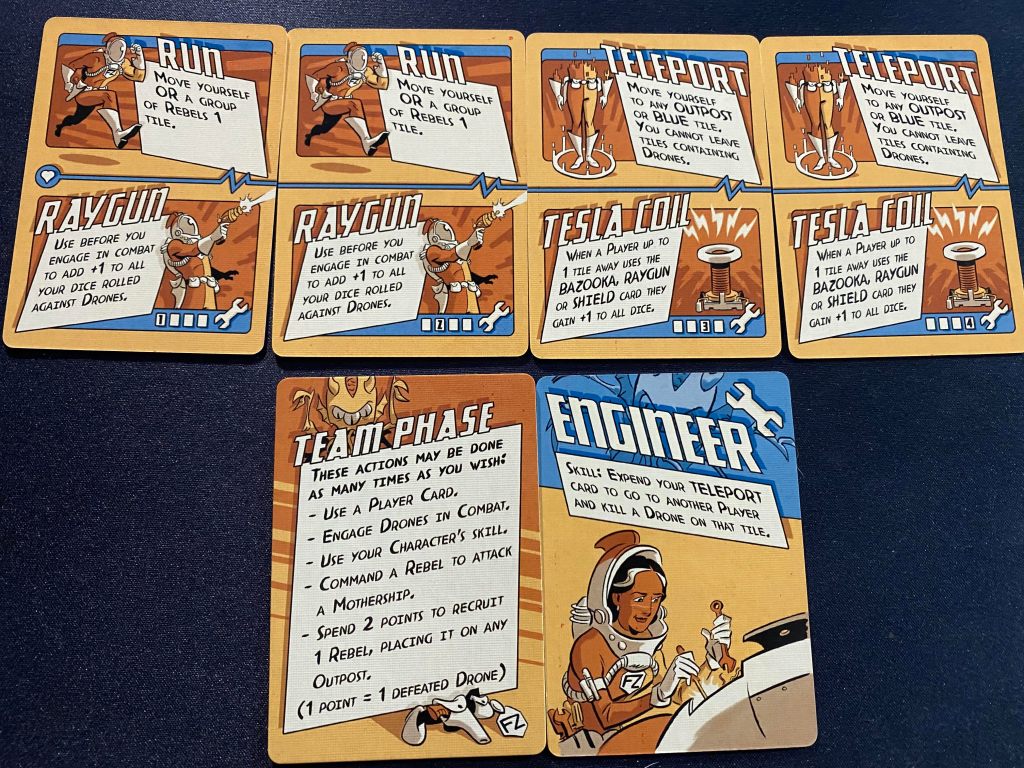 RUN
MOVE YOURSELF
OR A GROUP
OF REBELS 1
TILE.
RAYGUN
USE BEFORE YOU
ENGAGE IN COMBAT
TO ADD +1 TO ALL
YOUR DICE ROLLED
AGAINST DRONES.
1
RUN
MOVE YOURSELF
OR A GROUP
OF REBELS 1
TILE.
RAYGUN
USE BEFORE YOU
ENGAGE IN COMBAT
TO ADD +1 TO ALL
YOUR DICE ROLLED
AGAINST DRONES.
2
TELEPORT
MOVE YOURSELF
TO ANY OUTPOST
OR BLUE TILE.
YOU CANNOT LEAVE
TILES CONTAINING
DRONES.
TESLA COIL
WHEN A PLAYER UP TO
1 TILE AWAY USES THE
BAZOOKA, RAYGUN
OR SHIELD CARD THEY
GAIN +1 TO ALL DICE.
3
TELEPORT
MOVE YOURSELF
TO ANY OUTPOST
OR BLUE TILE.
YOU CANNOT LEAVE
TILES CONTAINING
DRONES.
TESLA COIL
WHEN A PLAYER UP TO
1 TILE AWAY USES THE
BAZOOKA, RAYGUN
OR SHIELD CARD THEY
GAIN +1 TO ALL DICE.
4
TEAM PHASE
THESE ACTIONS MAY BE DONE
AS MANY TIMES AS YOU WISH:
- USE A PLAYER CARD.
- ENGAGE DRONES IN COMBAT.
- USE YOUR CHARACTER'S SKILL.
- COMMAND A REBEL TO ATTACK
A MOTHERSHIP.
- SPEND 2 POINTS TO RECRUIT
1 REBEL, PLACING IT ON ANY
OUTPOST.
(1 POINT = 1 DEFEATED DRONE)
FZ
ENGINEER
SKILL: EXPEND YOUR TELEPORT
CARD TO GO TO ANOTHER PLAYER
AND KILL A DRONE ON THAT TILE.
FZ